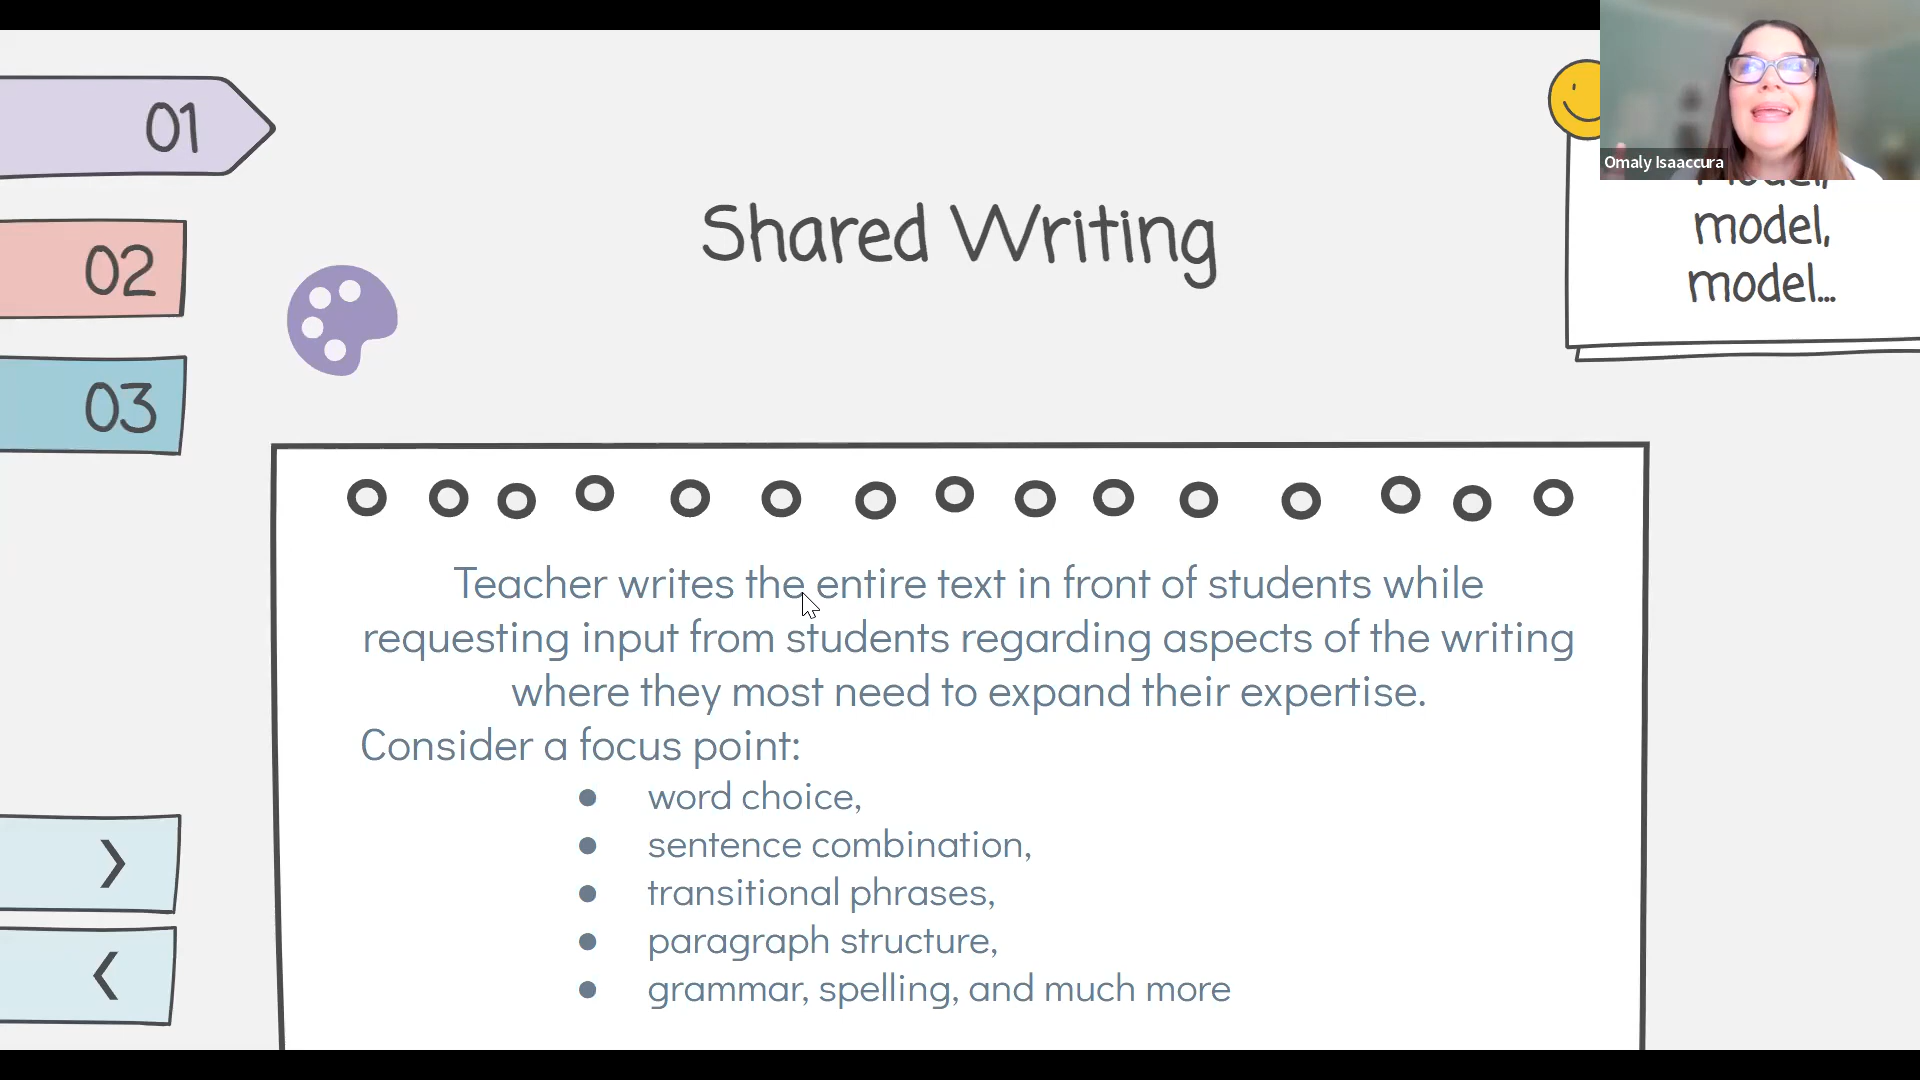 01
02
03
Shared Writing
Omaly Isaaccura
model,
model,
model...
Teacher writes the entire text in front of students while
requesting input from students regarding aspects of the writing
where they most need to expand their expertise.
Consider a focus point:
● word choice,
● sentence combination,
● transitional phrases,
● paragraph structure,
● grammar, spelling, and much more